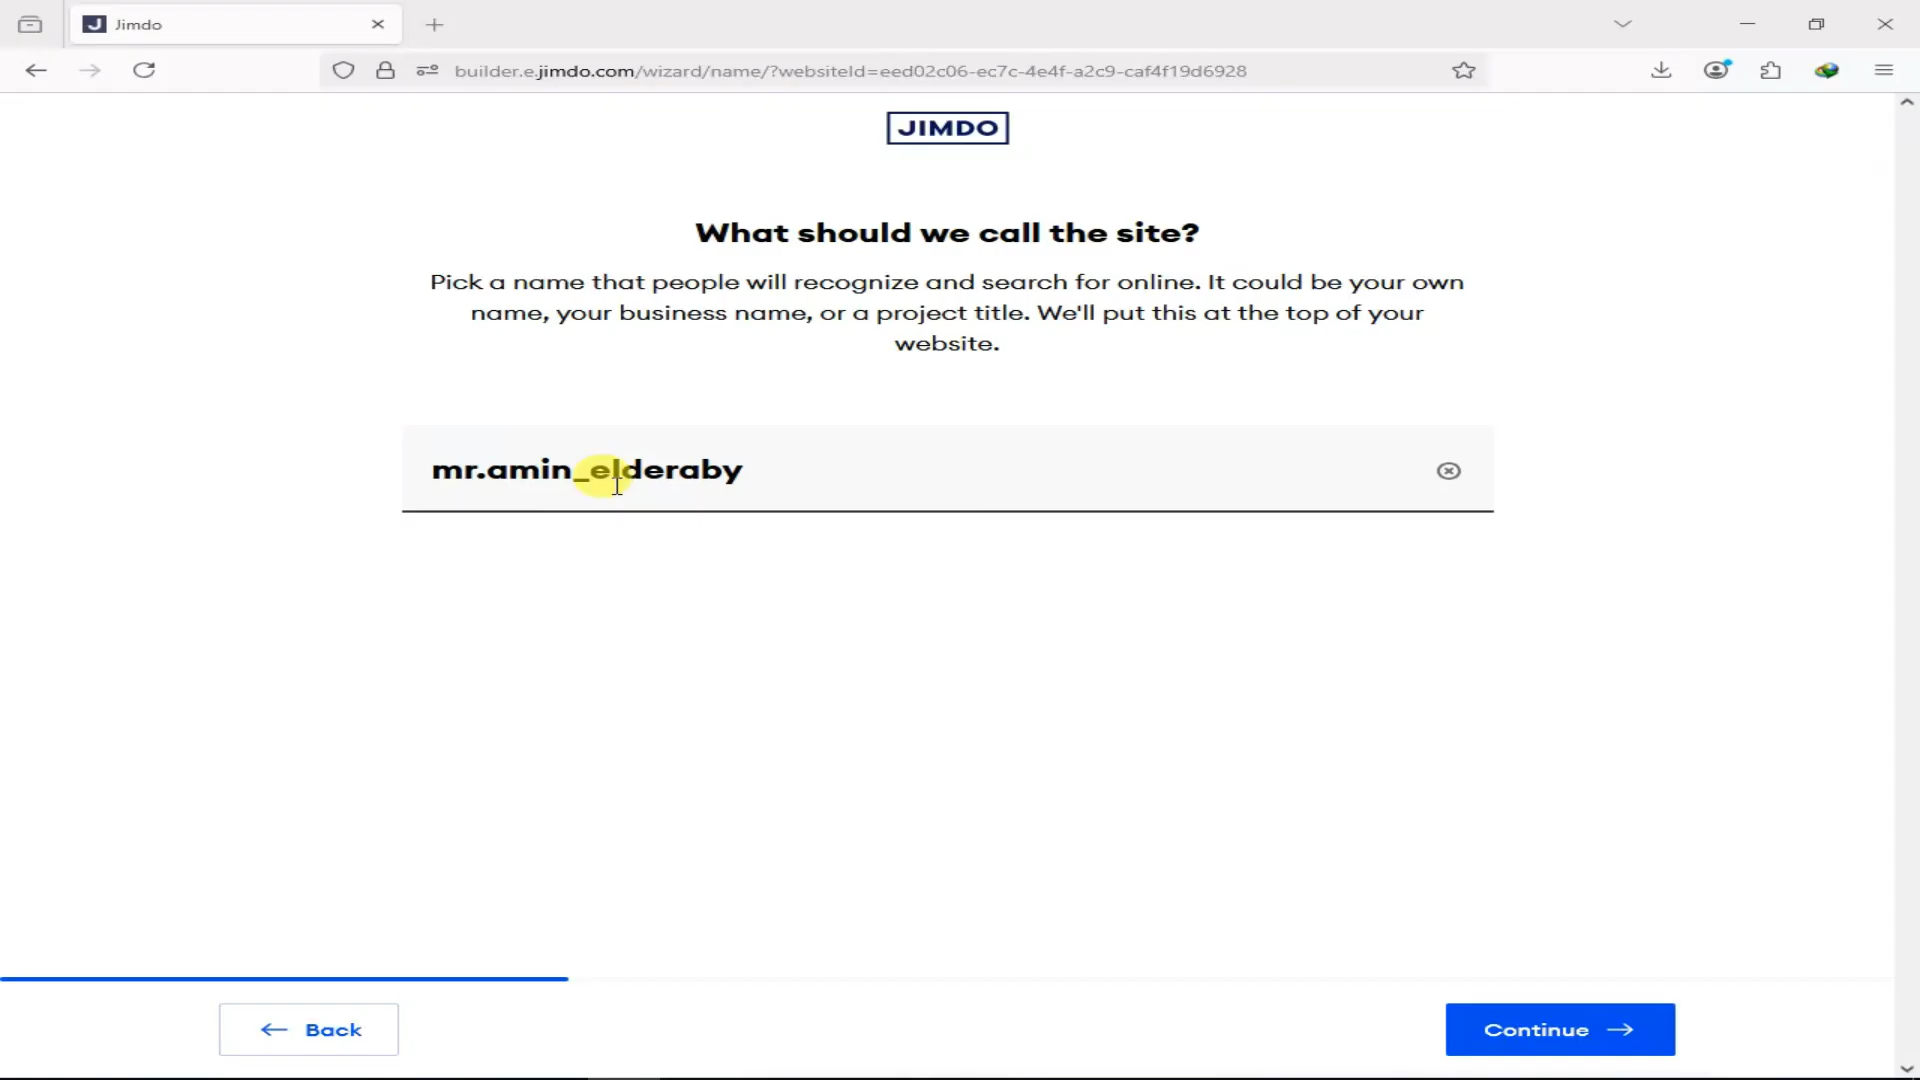 Jimdo
builder.e.jimdo.com/wizard/name/?websiteId=eed02c06-ec7c-4e4f-a2c9-caf4f19d6928
JIMDO
What should we call the site?
Pick a name that people will recognize and search for online. It could be your own
name, your business name, or a project title. We'll put this at the top of your
website.
mr.amin_elderaby
Back
Continue